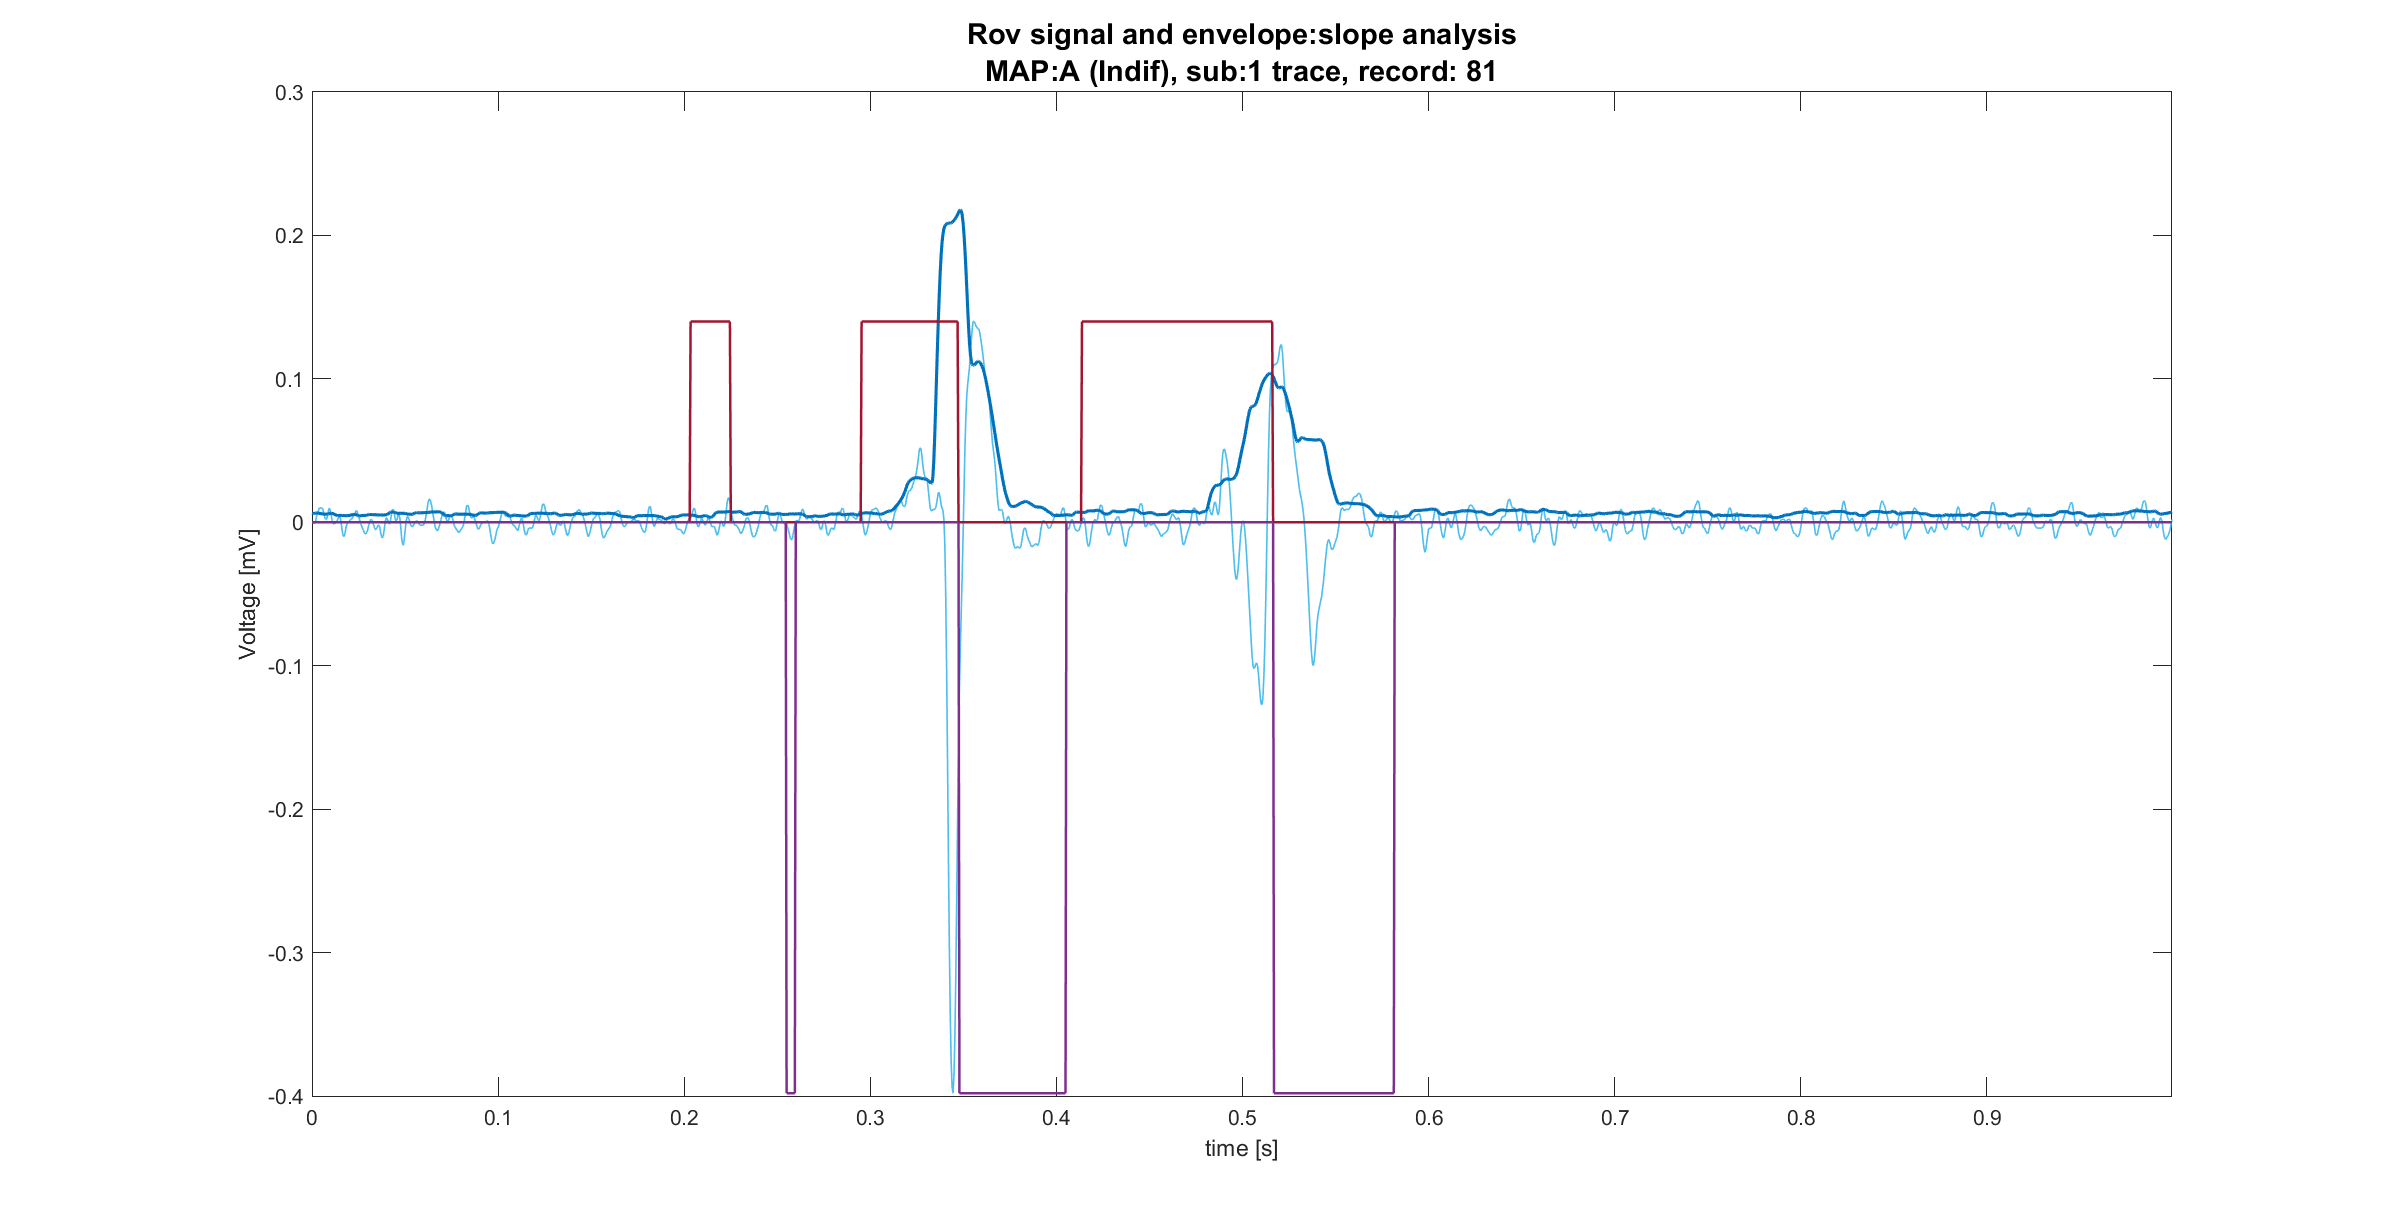 Rov signal and envelope:slope analysis
MAP:A (Indif), sub:1 trace, record: 81
0.3
0.2
0.1
0
-0.1
-0.2
-0.3
-0.4
Voltage [mV]
0 0.1 0.2 0.3 0.4 0.5 0.6 0.7 0.8 0.9
time [s]